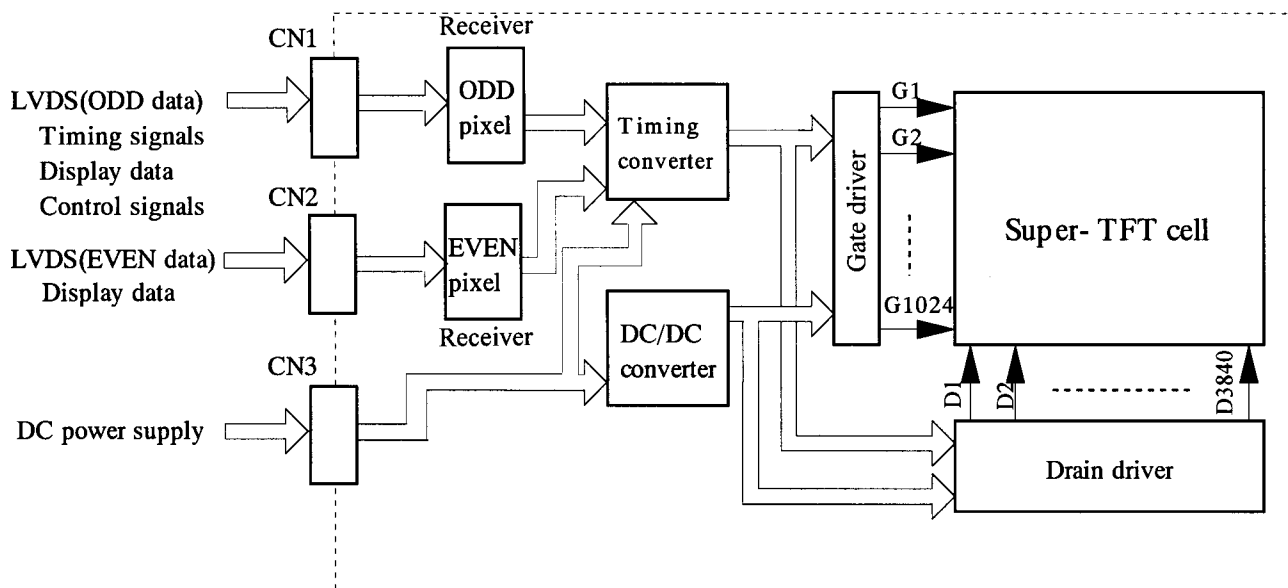 CN1
Receiver
LVDS(ODD data)
Timing signals
Display data
Control signals
ODD
pixel
Timing
converter
Gate driver
G1
G2
G1024
Super- TFT cell
CN2
LVDS(EVEN data)
Display data
EVEN
pixel
Receiver
DC/DC
converter
CN3
DC power supply
D1
D2
D3840
Drain driver